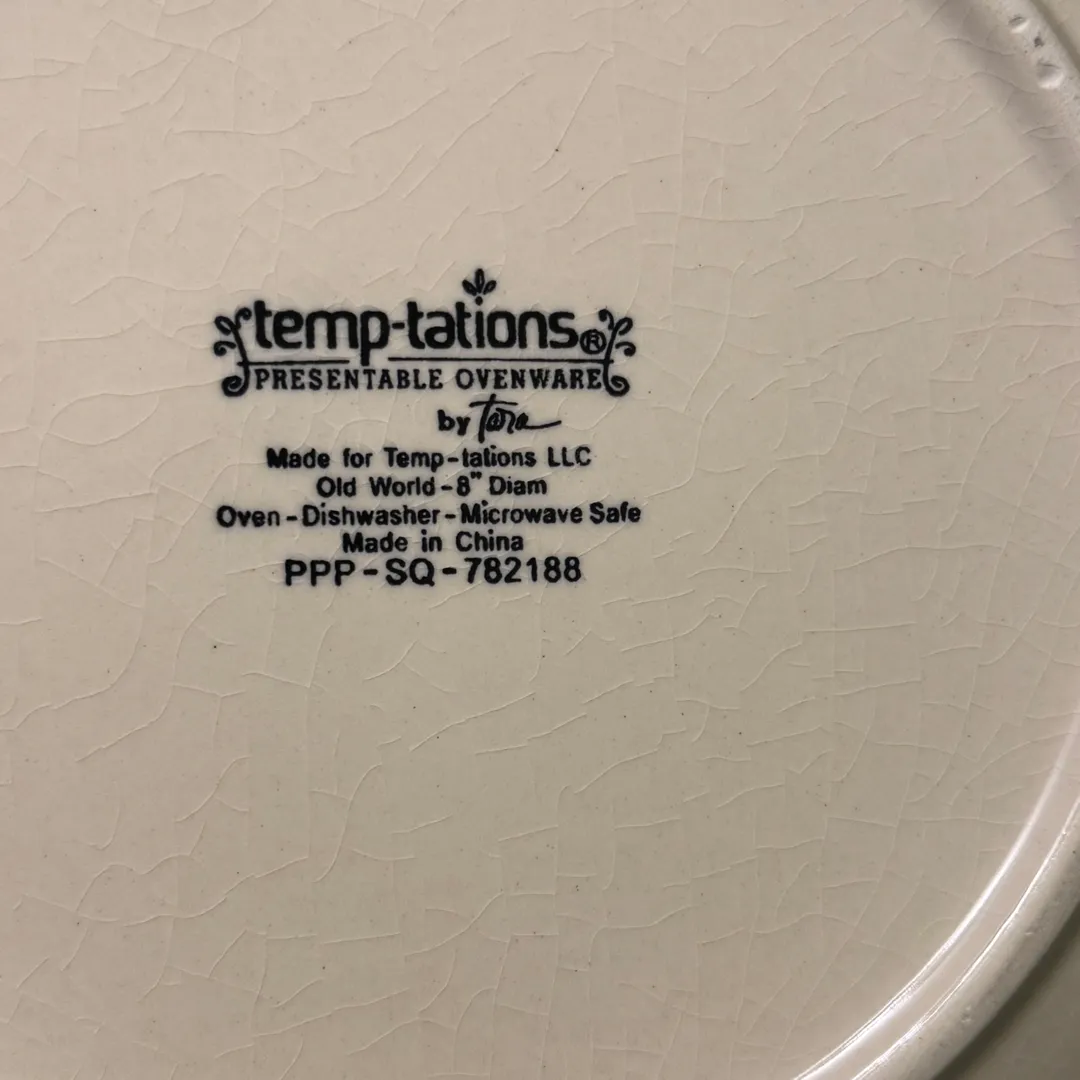 temp-tations®
PRESENTABLE OVENWARE
by Tara
Made for Temp-tations LLC
Old World-8" Diam
Oven-Dishwasher-Microwave Safe
Made in China
PPP-SQ-782188